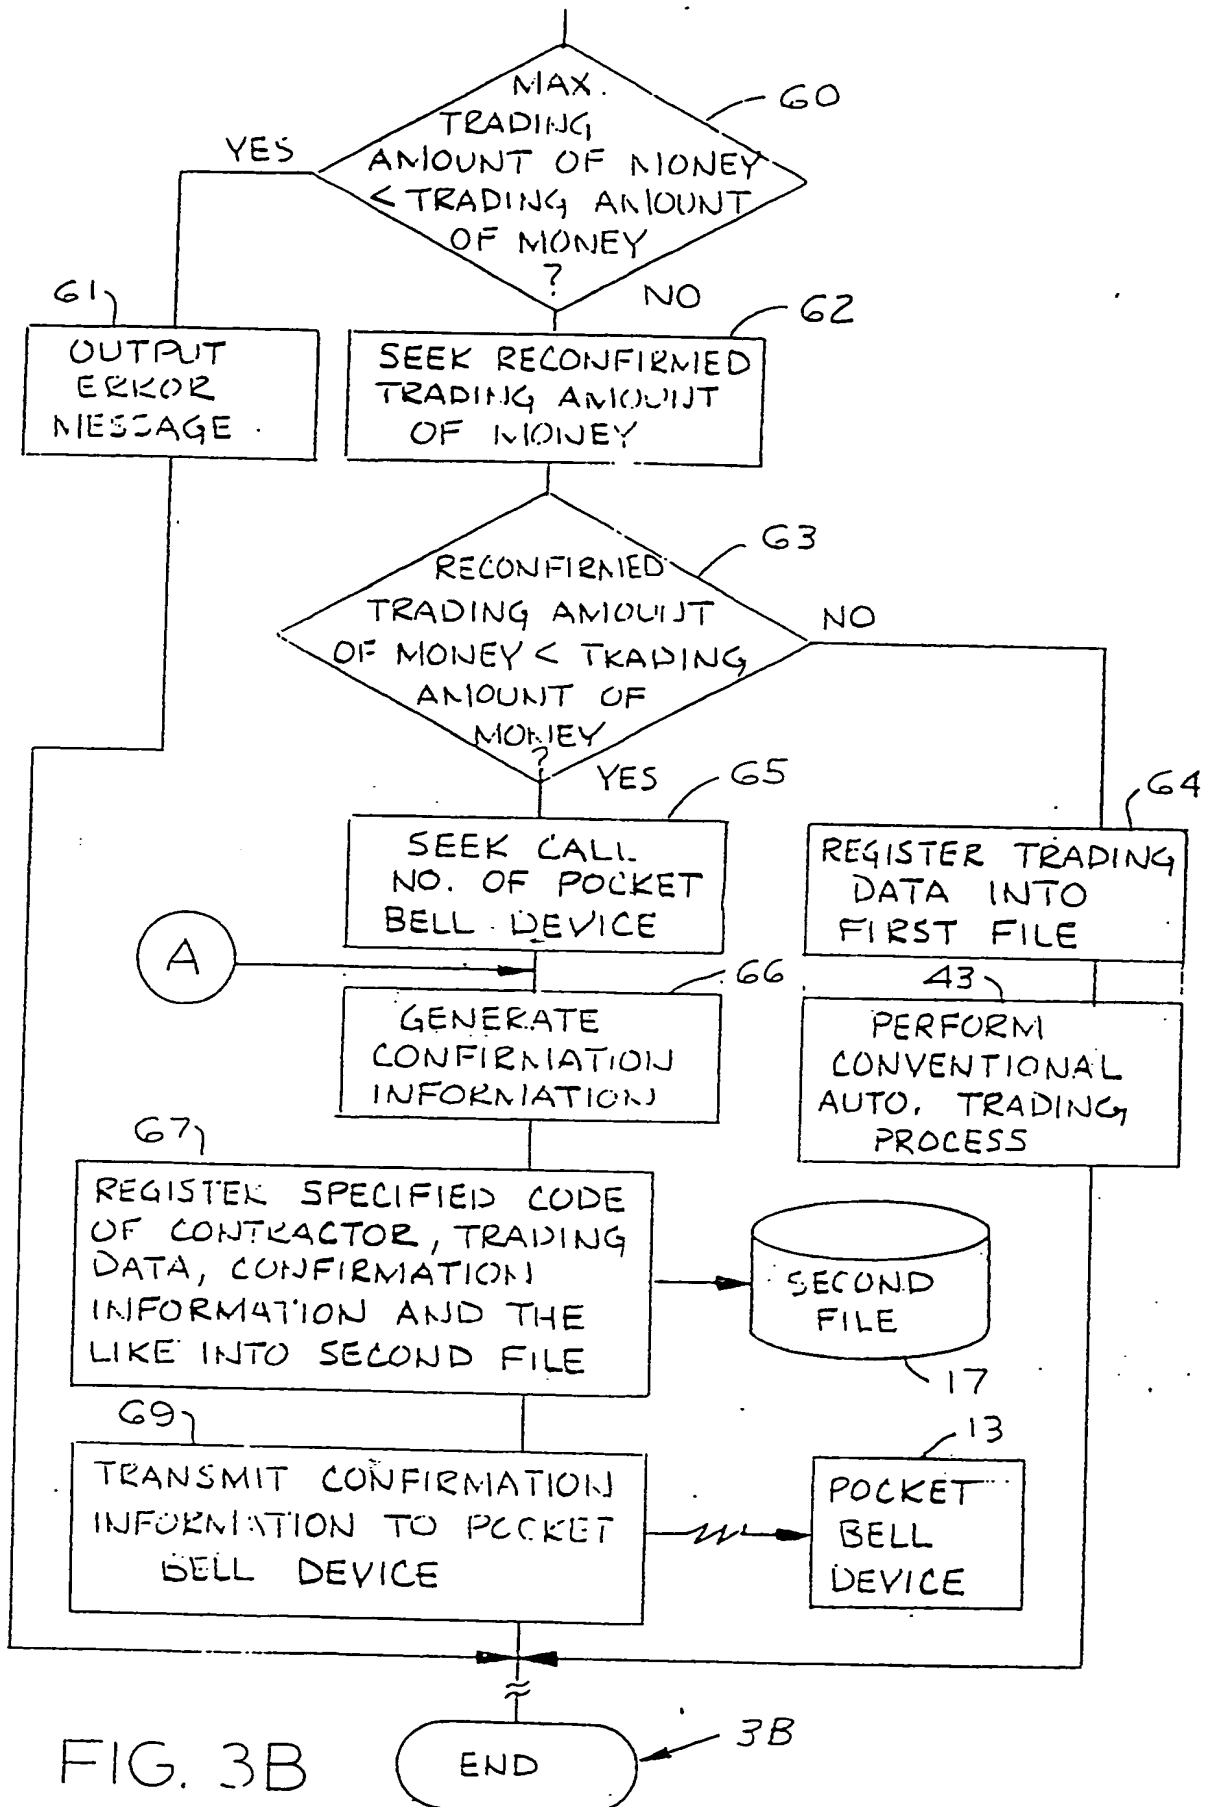 MAX.
TRADING
AMOUNT OF MONEY
< TRADING AMOUNT
OF MONEY
?
60
YES
NO
61
OUTPUT
ERROR
MESSAGE
62
SEEK RECONFIRMED
TRADING AMOUNT
OF MONEY
63
RECONFIRMED
TRADING AMOUNT
OF MONEY < TRADING
AMOUNT OF
MONEY
?
NO
YES
65
SEEK CALL
NO. OF POCKET
BELL DEVICE
64
REGISTER TRADING
DATA INTO
FIRST FILE
A
66
GENERATE
CONFIRMATION
INFORMATION
43
PERFORM
CONVENTIONAL
AUTO. TRADING
PROCESS
67
REGISTER SPECIFIED CODE
OF CONTRACTOR, TRADING
DATA, CONFIRMATION
INFORMATION AND THE
LIKE INTO SECOND FILE
SECOND
FILE
17
69
TRANSMIT CONFIRMATION
INFORMATION TO POCKET
BELL DEVICE
13
POCKET
BELL
DEVICE
END
3B
FIG. 3B